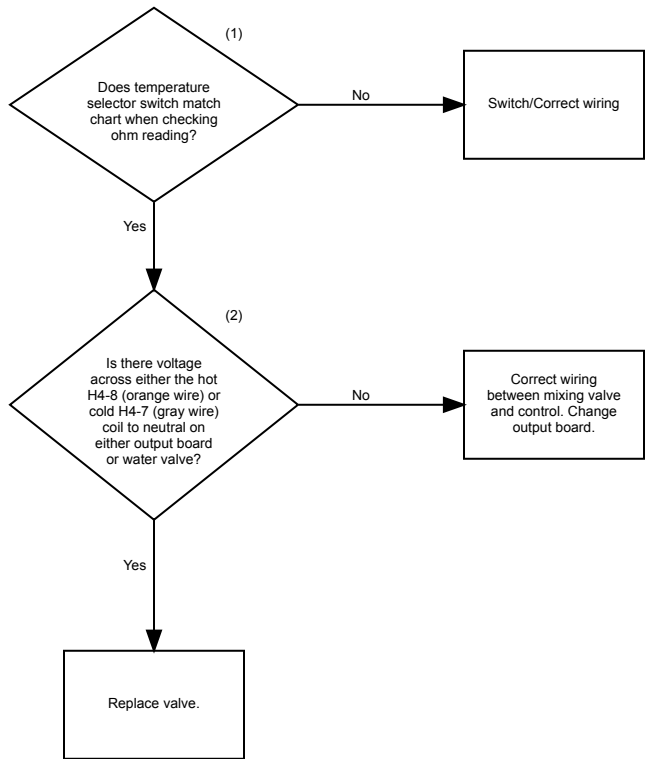 (1)
Does temperature
selector switch match
chart when checking
ohm reading?
No
Switch/Correct wiring
Yes
(2)
Is there voltage
across either the hot
H4-8 (orange wire) or
cold H4-7 (gray wire)
coil to neutral on
either output board
or water valve?
No
Correct wiring
between mixing valve
and control. Change
output board.
Yes
Replace valve.